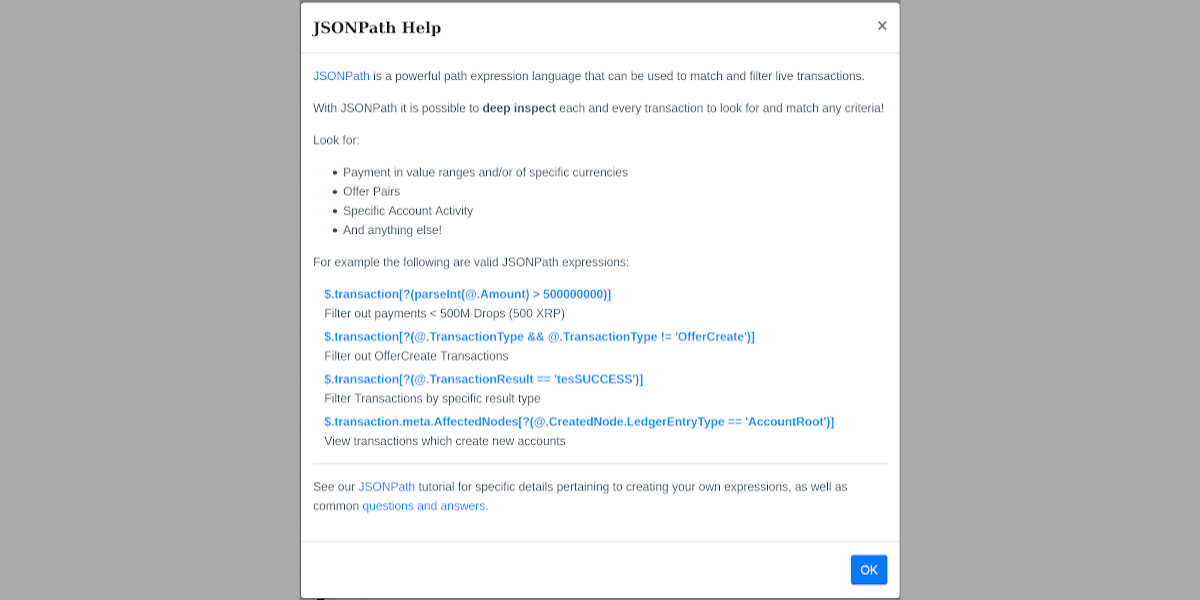 JSONPath Help
×
JSONPath is a powerful path expression language that can be used to match and filter live transactions.
With JSONPath it is possible to deep inspect each and every transaction to look for and match any criteria!
Look for:
• Payment in value ranges and/or of specific currencies
• Offer Pairs
• Specific Account Activity
• And anything else!
For example the following are valid JSONPath expressions:
$.transaction[?(parseInt(@.Amount) > 500000000)]
Filter out payments < 500M Drops (500 XRP)
$.transaction[?(@.TransactionType && @.TransactionType != 'OfferCreate')]
Filter out OfferCreate Transactions
$.transaction[?(@.TransactionResult == 'tesSUCCESS')]
Filter Transactions by specific result type
$.transaction.meta.AffectedNodes[?(@.CreatedNode.LedgerEntryType == 'AccountRoot')]
View transactions which create new accounts
See our JSONPath tutorial for specific details pertaining to creating your own expressions, as well as
common questions and answers.
OK